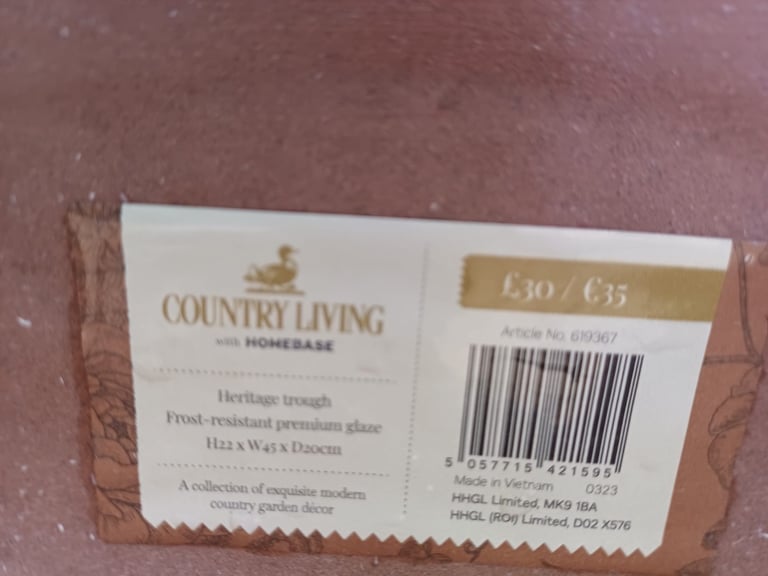 COUNTRY LIVING
with HOMEBASE
Heritage trough
Frost-resistant premium glaze
H22 x W45 x D20cm
A collection of exquisite modern
country garden décor
£30 / €35
Article No. 619367
5 057715 421595
Made in Vietnam 0323
HHGL Limited, MK9 1BA
HHGL (ROI) Limited, D02 X576